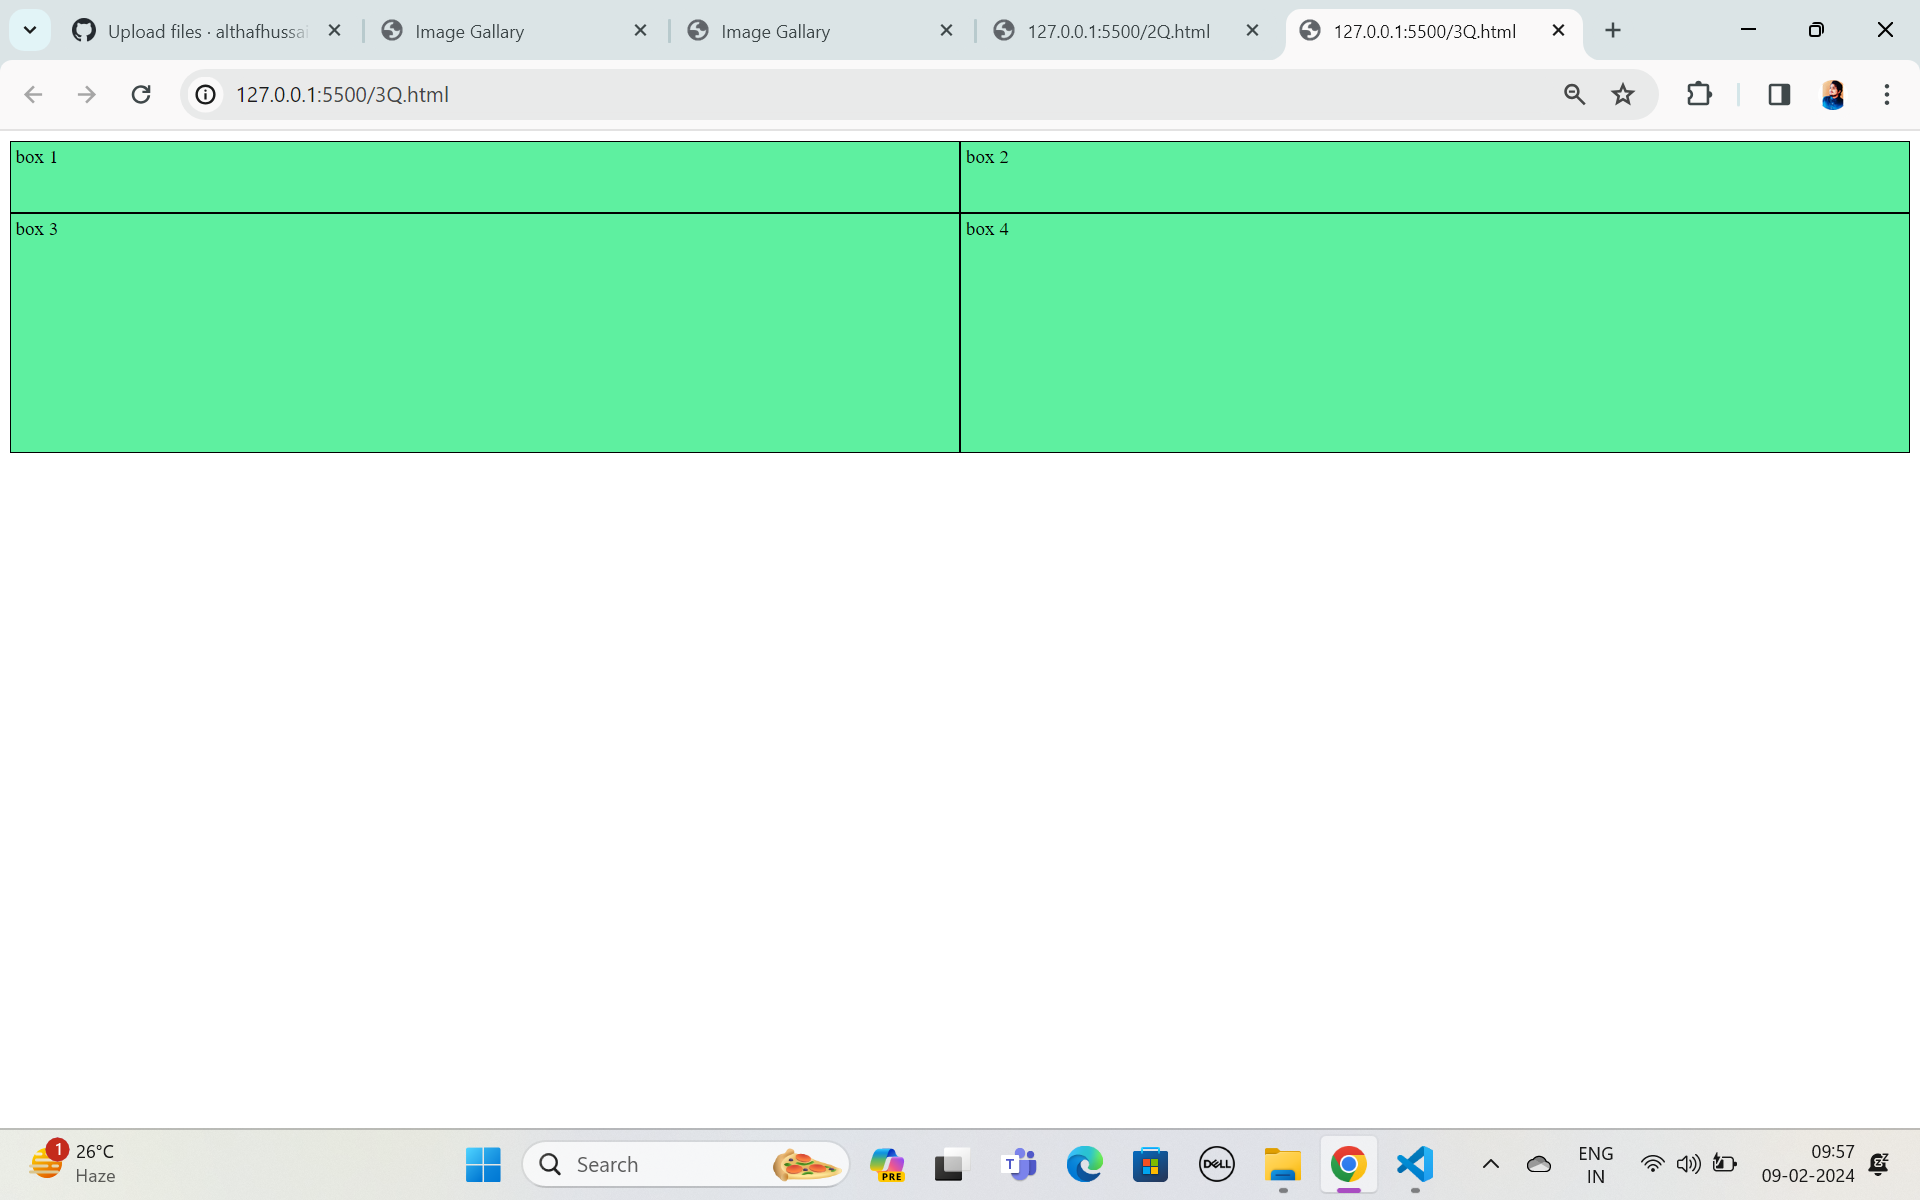 Upload files · althafhussai
Image Gallary
Image Gallary
127.0.0.1:5500/2Q.html
127.0.0.1:5500/3Q.html
127.0.0.1:5500/3Q.html
box 1
box 2
box 3
box 4
1
26°C
Haze
Search
PRE
T
DELL
ENG
IN
09:57
09-02-2024